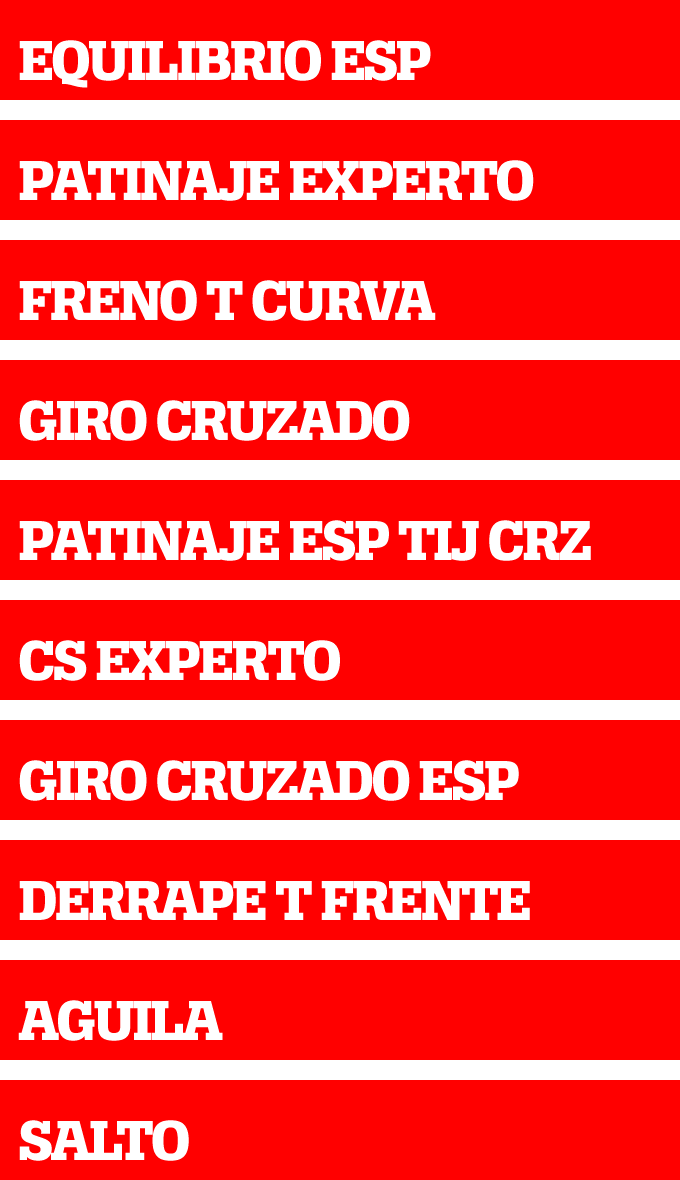 EQUILIBRIO ESP
PATINAJE EXPERTO
FRENO T CURVA
GIRO CRUZADO
PATINAJE ESP TIJ CRZ
CS EXPERTO
GIRO CRUZADO ESP
DERRAPE T FRENTE
AGUILA
SALTO